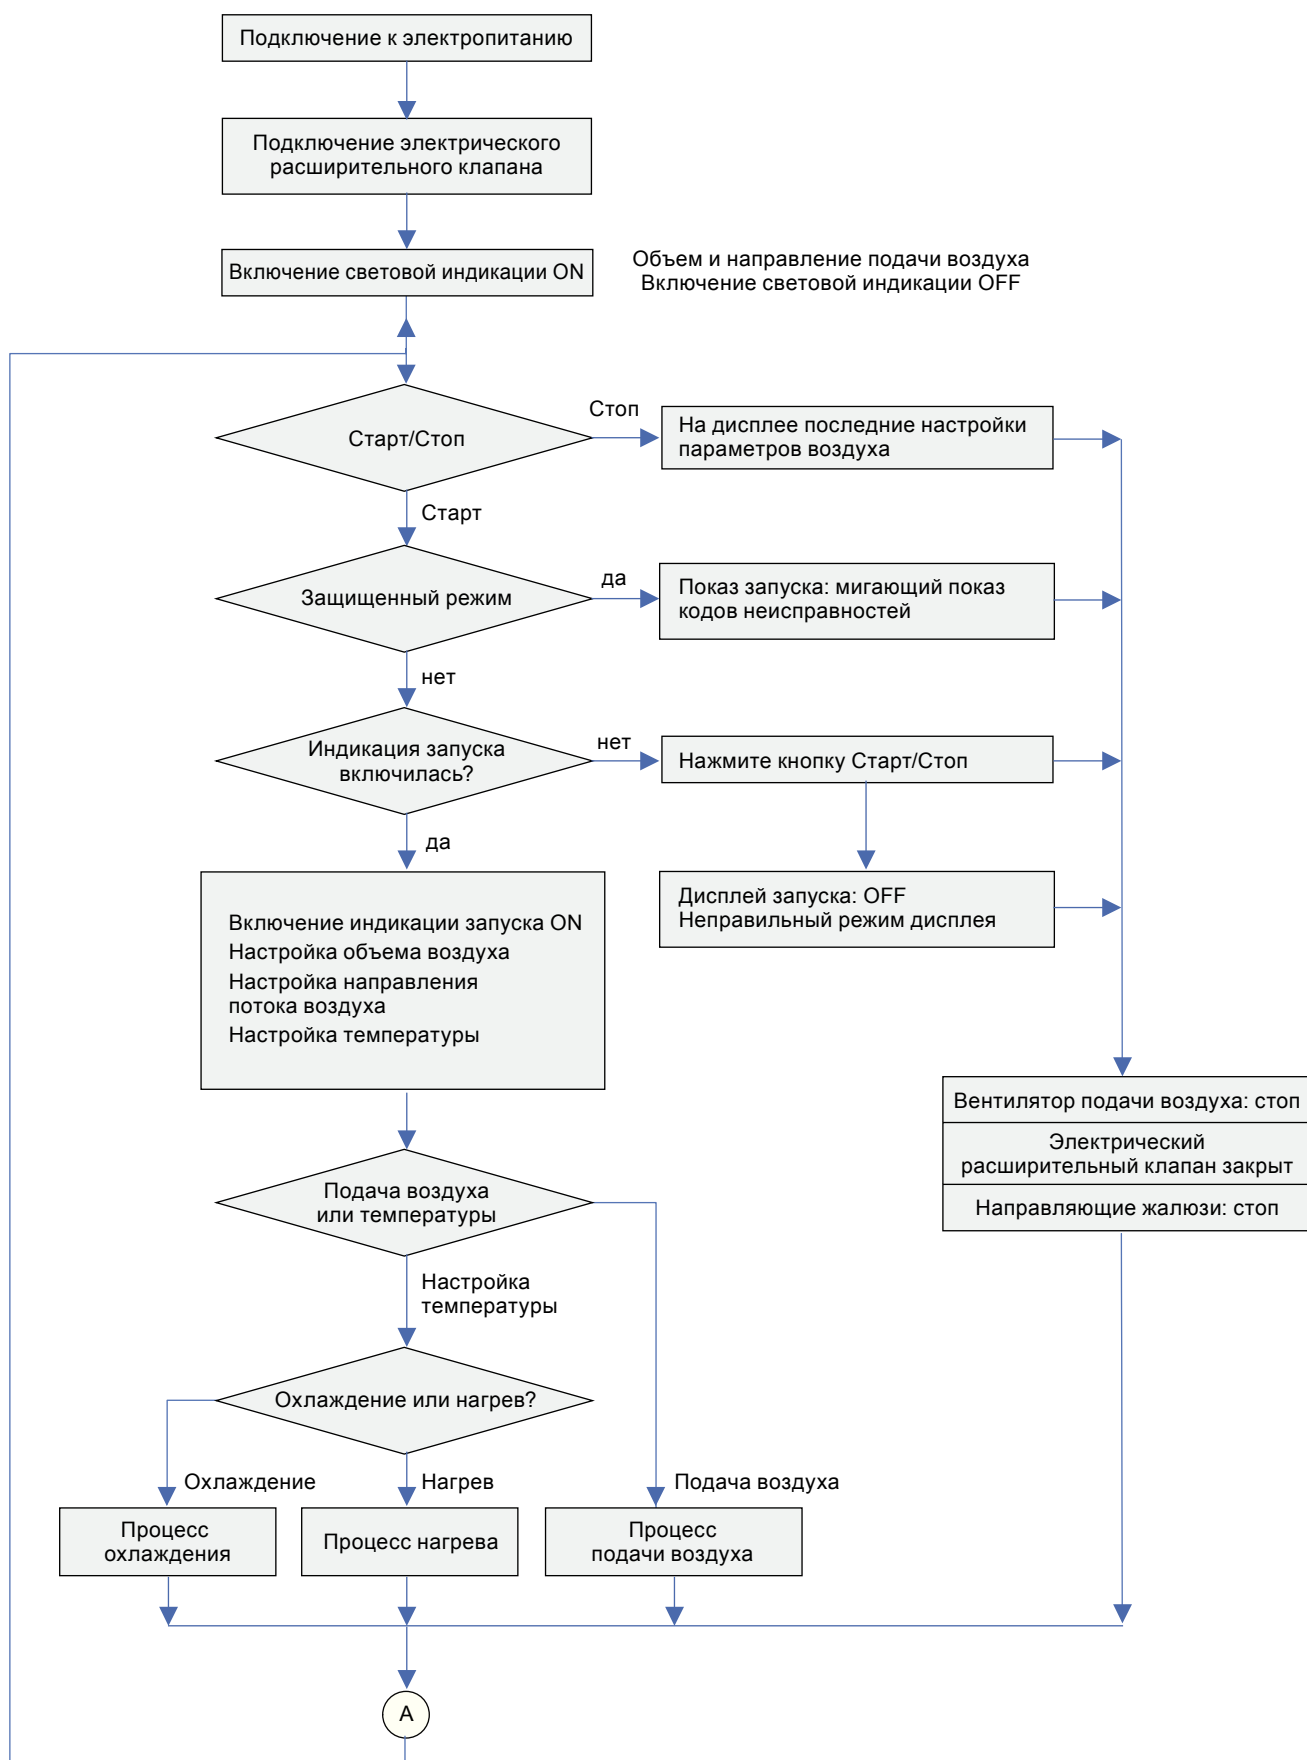 Подключение к электропитанию
Подключение электрического
расширительного клапана
Включение световой индикации ON
Объем и направление подачи воздуха
Включение световой индикации OFF
Старт/Стоп
Стоп
На дисплее последние настройки
параметров воздуха
Старт
Защищенный режим
да
Показ запуска: мигающий показ
кодов неисправностей
нет
Индикация запуска
включилась?
нет
Нажмите кнопку Старт/Стоп
да
Дисплей запуска: OFF
Неправильный режим дисплея
Включение индикации запуска ON
Настройка объема воздуха
Настройка направления
потока воздуха
Настройка температуры
Вентилятор подачи воздуха: стоп
Электрический
расширительный клапан закрыт
Направляющие жалюзи: стоп
Подача воздуха
или температуры
Настройка
температуры
Охлаждение или нагрев?
Охлаждение
Нагрев
Подача воздуха
Процесс
охлаждения
Процесс нагрева
Процесс
подачи воздуха
А